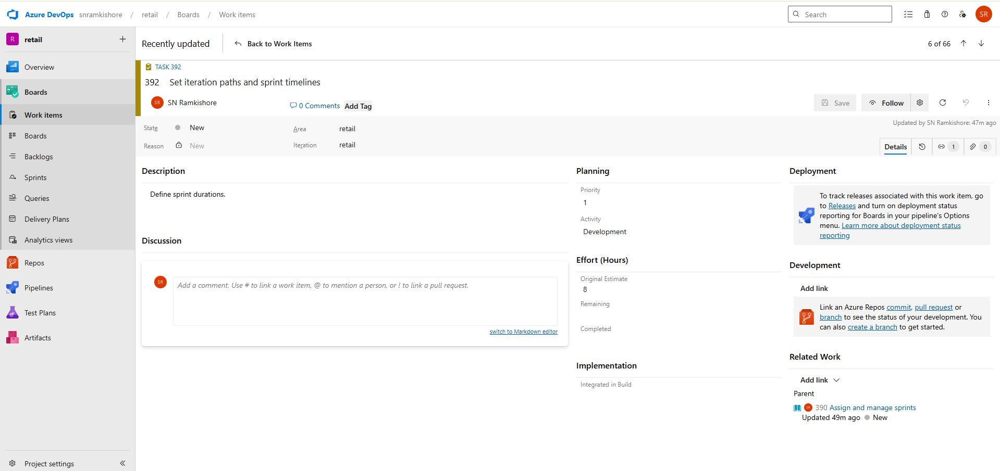 Azure DevOps snramkishore / retail / Boards / Work items
Search
SR
R retail
Overview
Boards
Work items
Boards
Backlogs
Sprints
Queries
Delivery Plans
Analytics views
Repos
Pipelines
Test Plans
Artifacts
Project settings
Recently updated
Back to Work Items
6 of 66
TASK 392
392 Set iteration paths and sprint timelines
SR SN Ramkishore
0 Comments
Add Tag
Save
Follow
State New
Reason New
Area retail
Iteration retail
Updated by SN Ramkishore: 47m ago
Details
1
0
Description
Define sprint durations.
Discussion
SR
Add a comment. Use # to link a work item, @ to mention a person, or ! to link a pull request.
switch to Markdown editor
Planning
Priority
1
Activity
Development
Effort (Hours)
Original Estimate
8
Remaining
Completed
Implementation
Integrated in Build
Deployment
To track releases associated with this work item, go
to Releases and turn on deployment status
reporting for Boards in your pipeline's Options
menu. Learn more about deployment status
reporting
Development
Add link
Link an Azure Repos commit, pull request or
branch to see the status of your development. You
can also create a branch to get started.
Related Work
Add link
Parent
SR 390 Assign and manage sprints
Updated 49m ago New